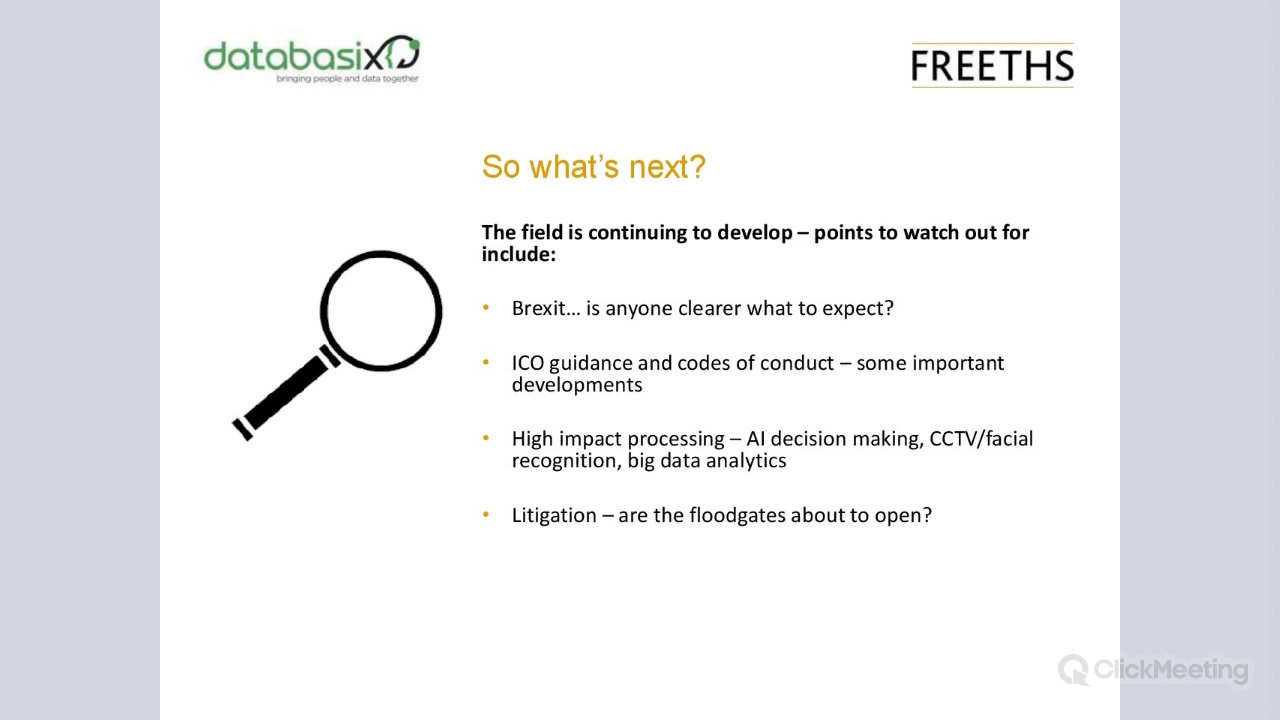 databasix
bringing people and data together
FREETHS
So what’s next?
The field is continuing to develop – points to watch out for
include:
• Brexit… is anyone clearer what to expect?
• ICO guidance and codes of conduct – some important
developments
• High impact processing – AI decision making, CCTV/facial
recognition, big data analytics
• Litigation – are the floodgates about to open?
ClickMeeting